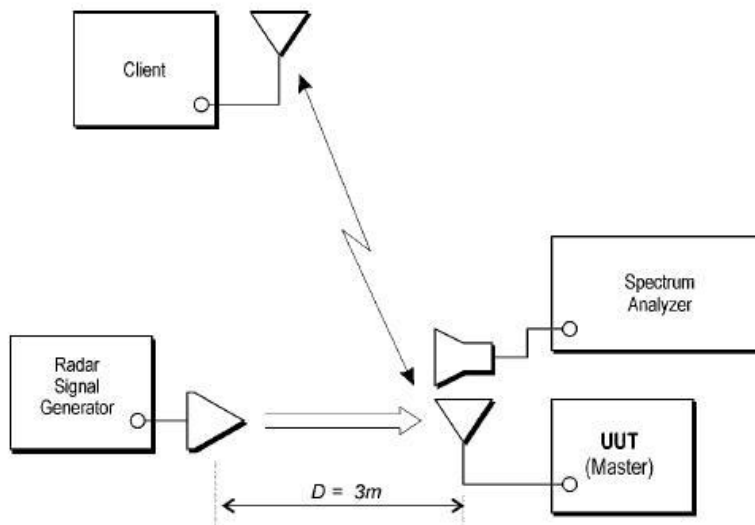 Client
Spectrum
Analyzer
Radar
Signal
Generator
UUT
(Master)
D = 3m